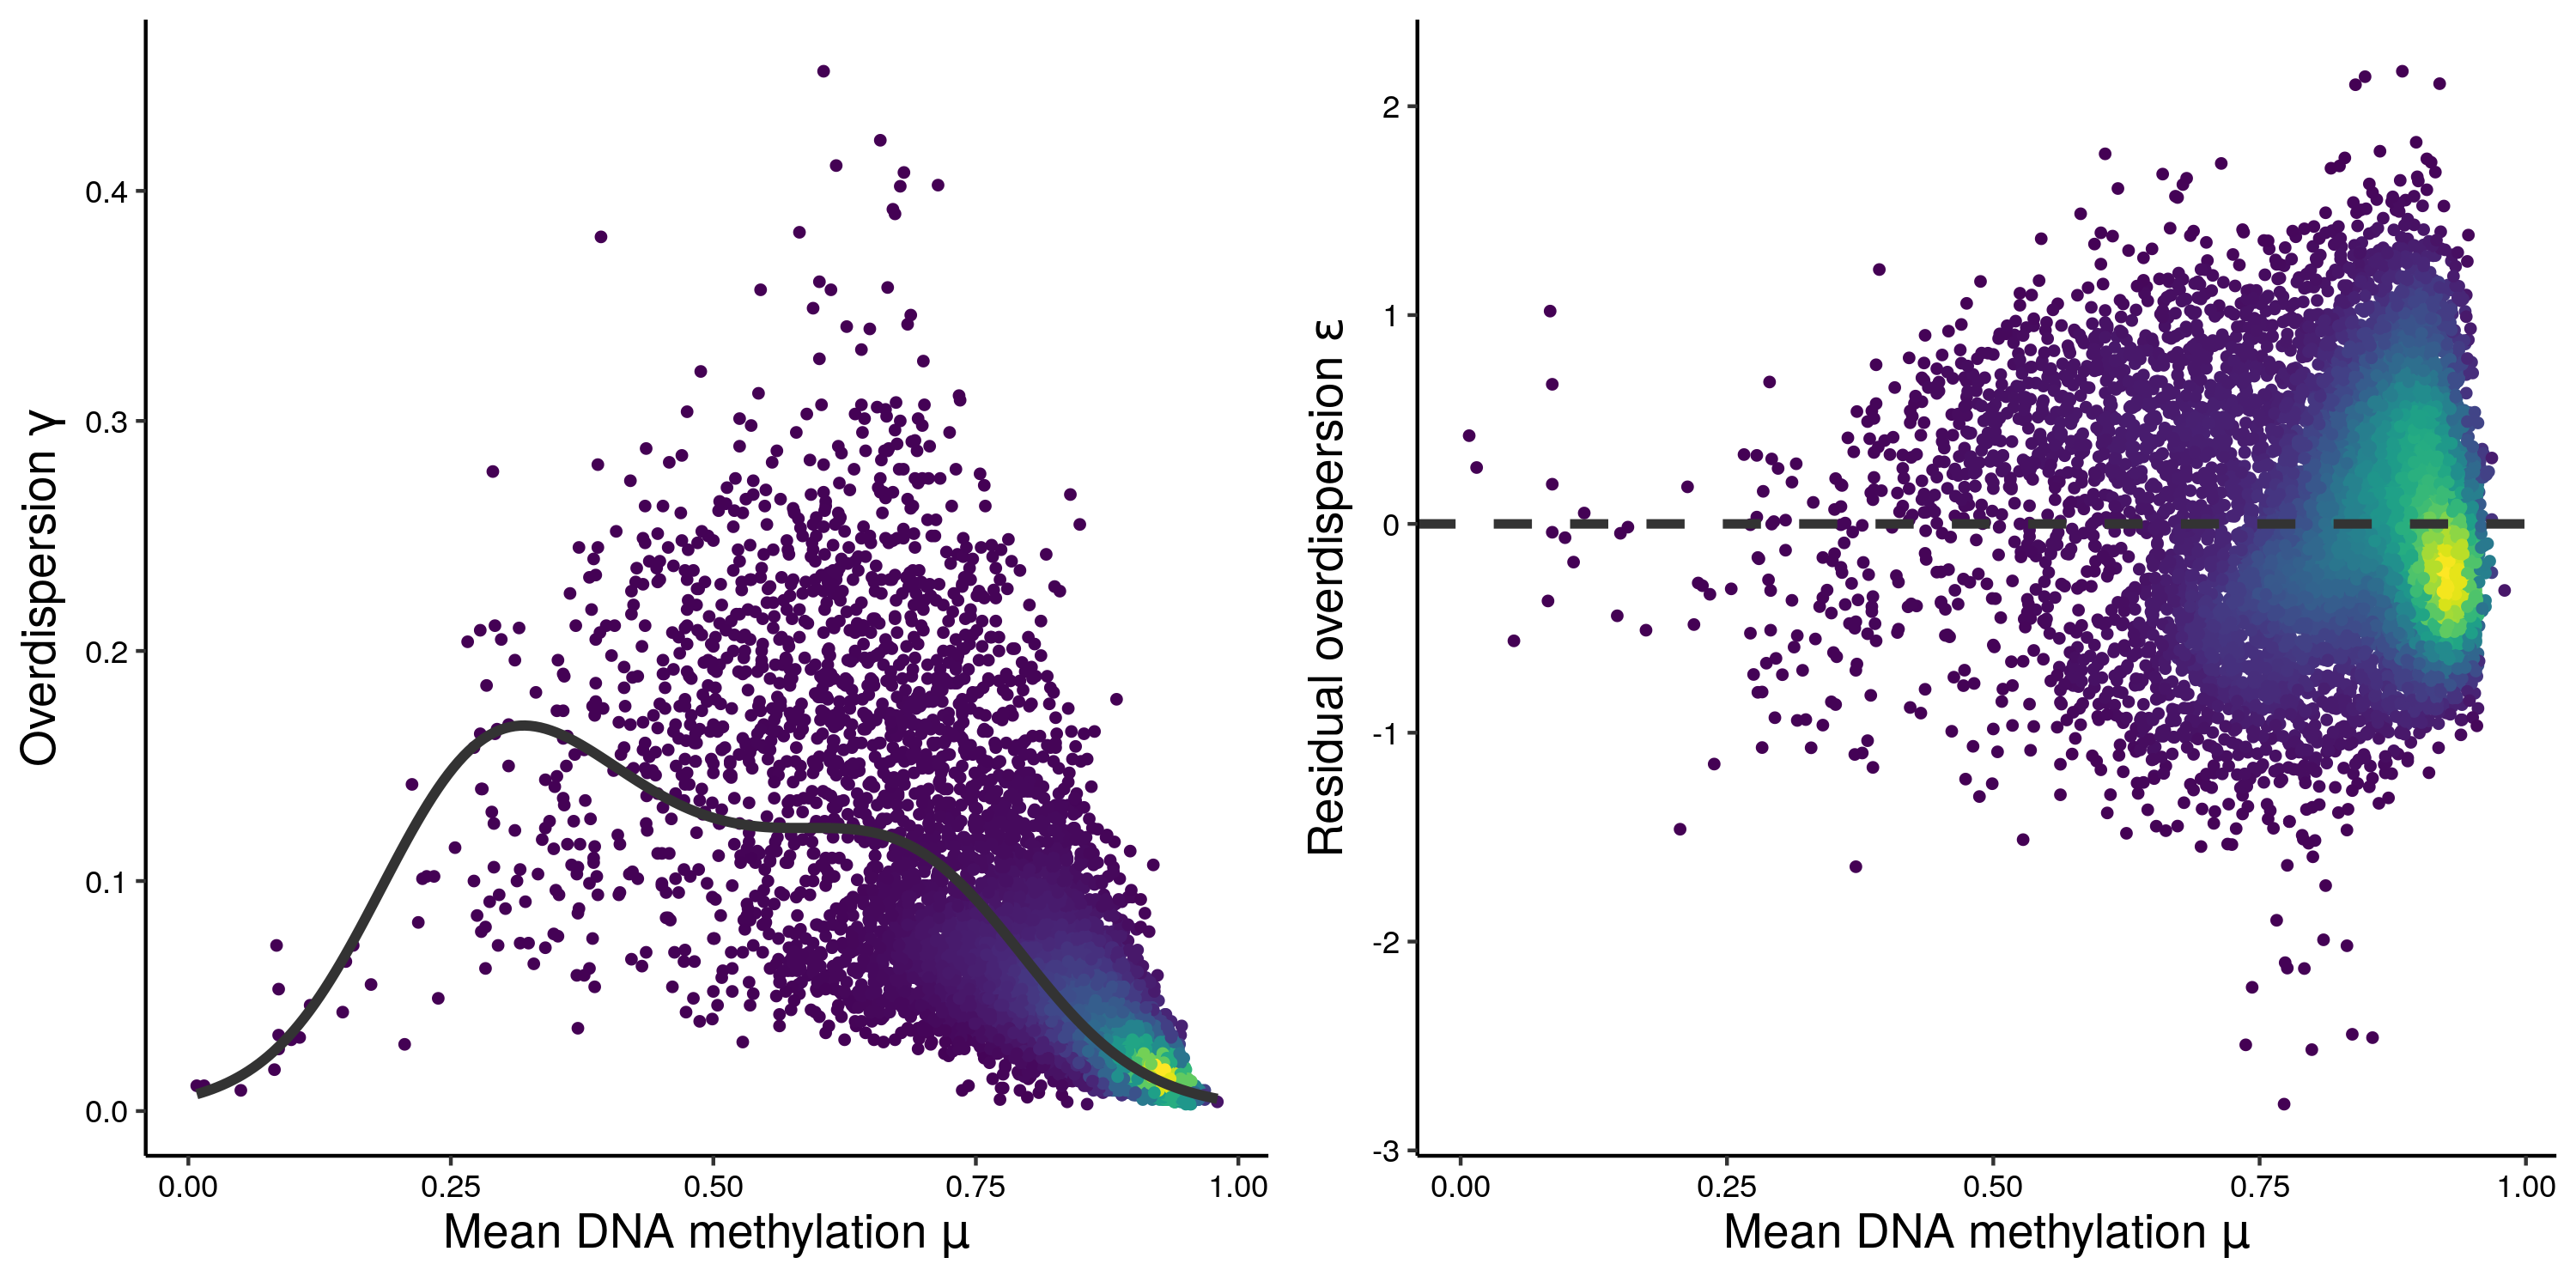 Overdispersion γ
0.4
0.3
0.2
0.1
0.0
0.00 0.25 0.50 0.75 1.00
Mean DNA methylation μ
Residual overdispersion ε
2
1
0
-1
-2
-3
0.00 0.25 0.50 0.75 1.00
Mean DNA methylation μ